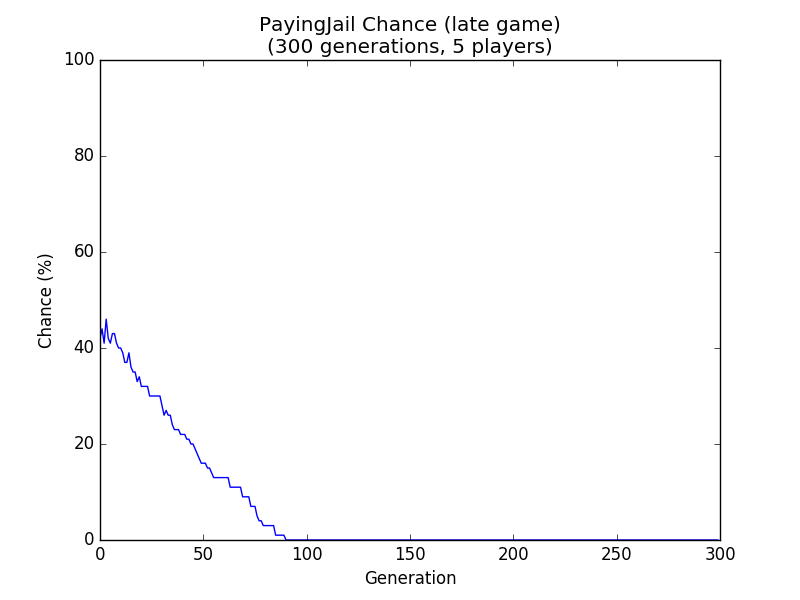 PayingJail Chance (late game)
(300 generations, 5 players)
100
80
60
40
20
0
Chance (%)
0 50 100 150 200 250 300
Generation